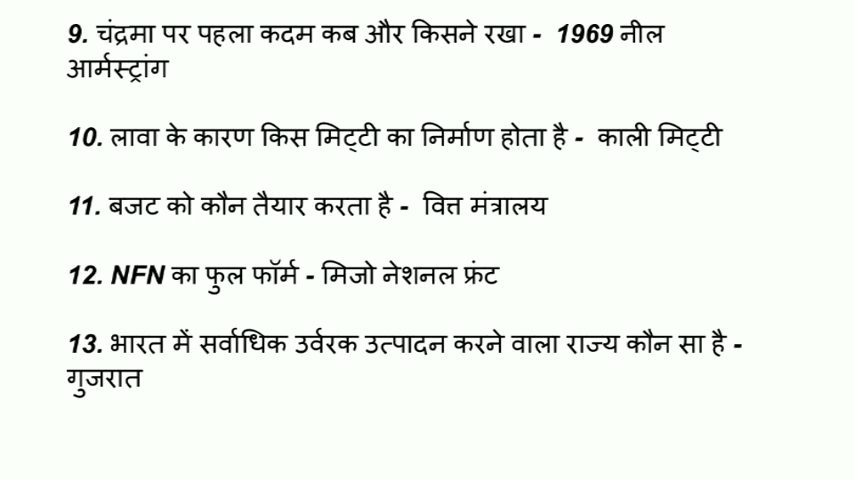 9. चंद्रमा पर पहला कदम कब और किसने रखा - 1969 नील
आर्मस्ट्रांग
10. लावा के कारण किस मिट्टी का निर्माण होता है - काली मिट्टी
11. बजट को कौन तैयार करता है - वित्त मंत्रालय
12. NFN का फुल फॉर्म - मिजो नेशनल फ्रंट
13. भारत में सर्वाधिक उर्वरक उत्पादन करने वाला राज्य कौन सा है -
गुजरात